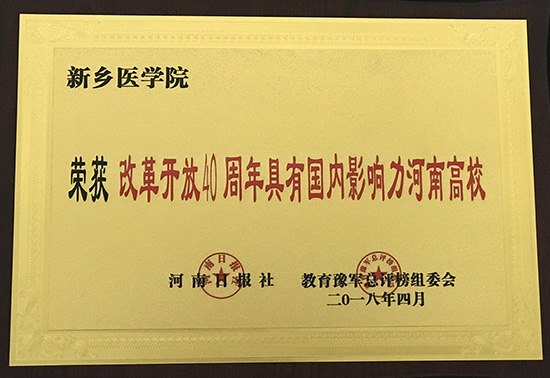 新乡医学院
荣获 改革开放40周年具有国内影响力河南高校
河南日报社 教育豫军总评榜组委会
二〇一八年四月